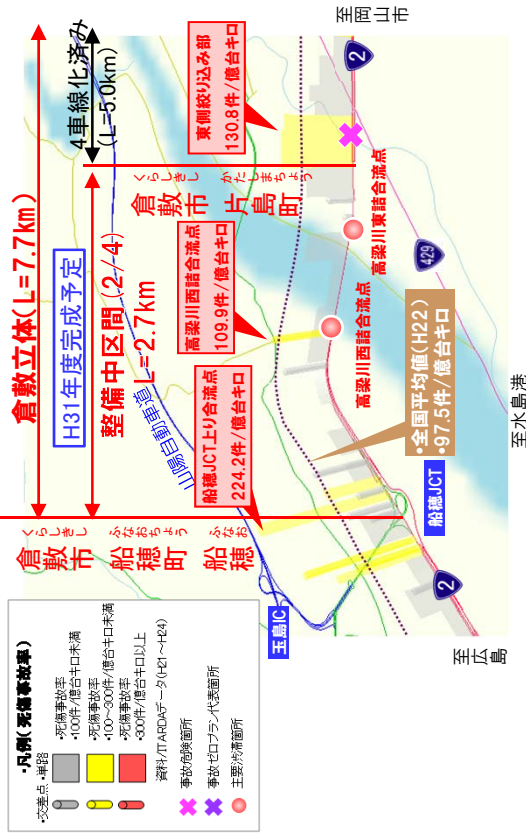 倉敷立体(L=7.7km)
H31年度完成予定
整備中区間(2/4)
L=2.7km
4車線化済み
(L=5.0km)
くらしきし
倉敷市
ふなおちょう
船穂町
ふなお
船穂
くらしきし
倉敷市
かたしまちょう
片島町
山陽自動車道
船穂JCT上り合流点
224.2件/億台キロ
高梁川西詰合流点
109.9件/億台キロ
東側絞り込み部
130.8件/億台キロ
高梁川西詰合流点
高梁川東詰合流点
・全国平均値(H22)
・97.5件/億台キロ
玉島IC
船穂JCT
2
2
429
至広島
至水島港
至岡山市
・凡例(死傷事故率)
・交差点・単路
・死傷事故率
・100件/億台キロ未満
・死傷事故率
・100～300件/億台キロ未満
・死傷事故率
・300件/億台キロ以上
資料/ITARDAデータ(H21～H24)
事故危険箇所
事故ゼロプラン代表箇所
主要渋滞箇所